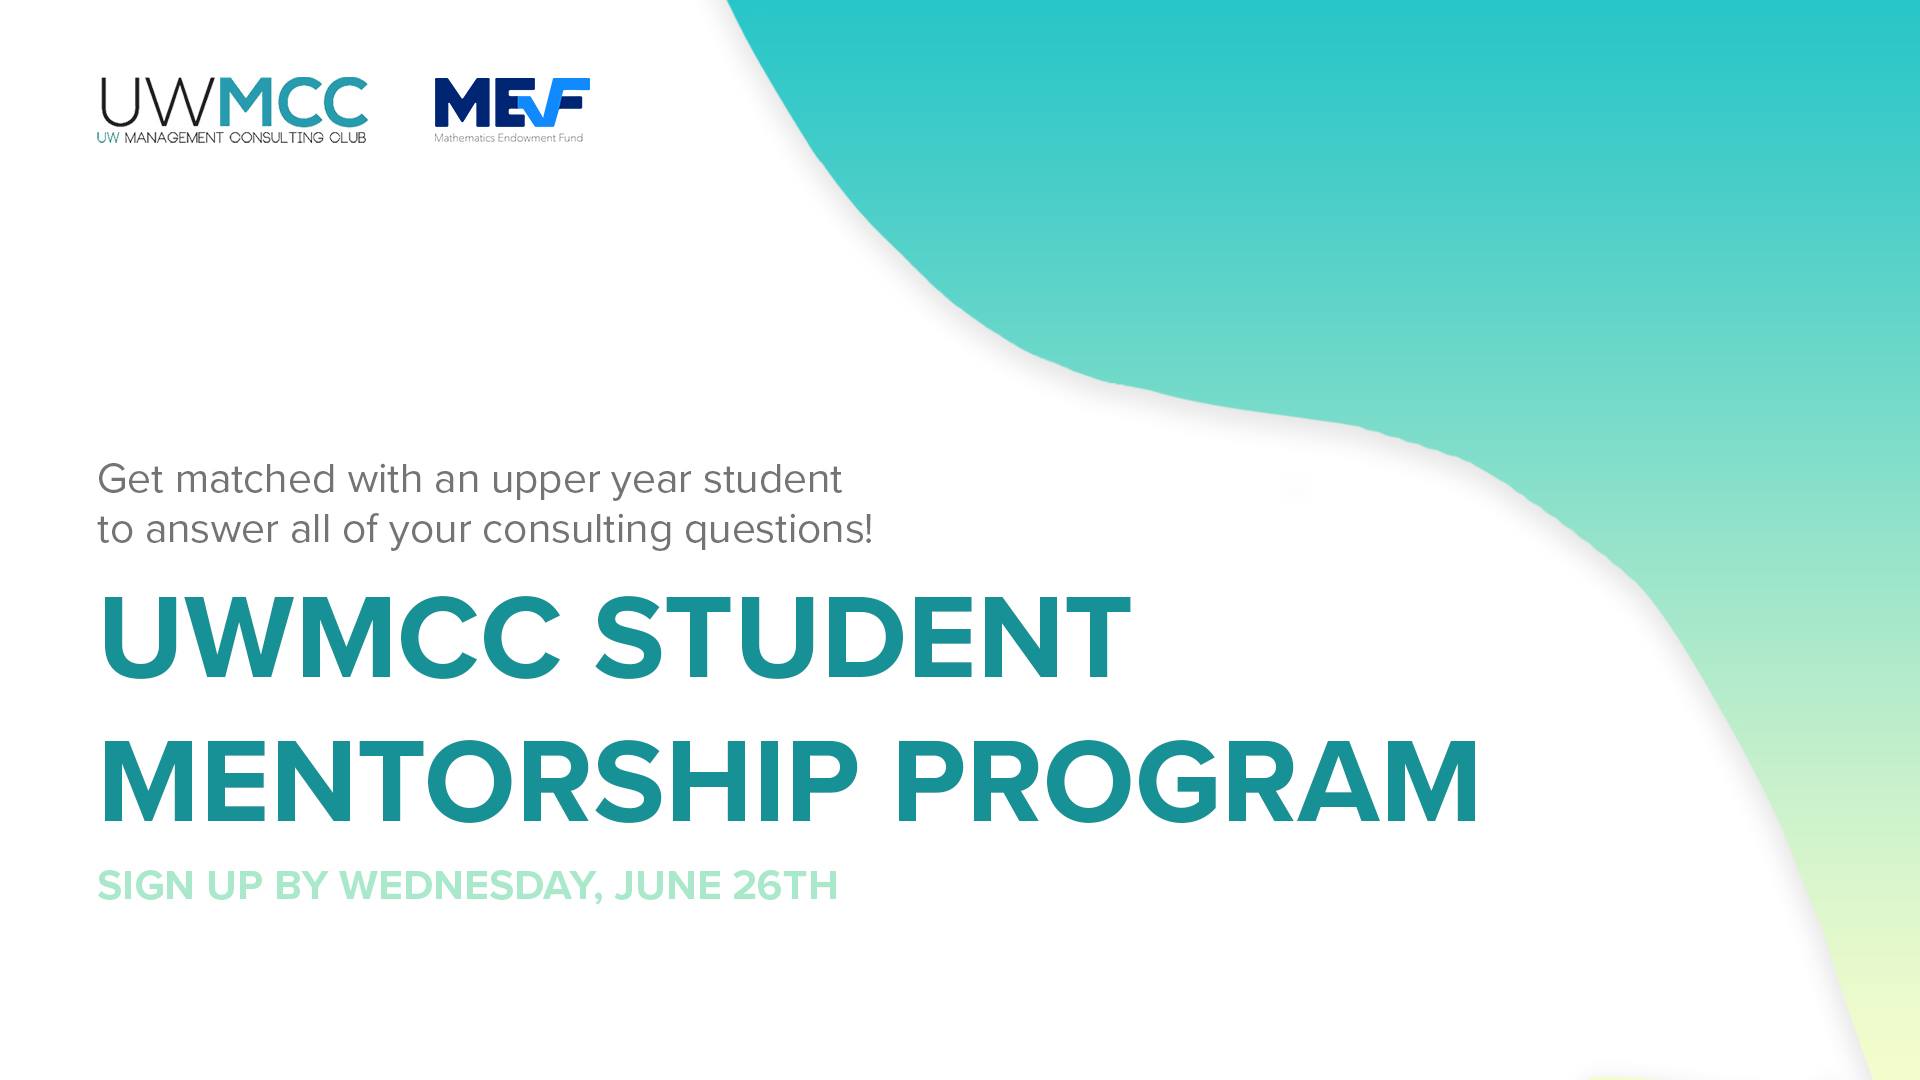 UWMCC
UW MANAGEMENT CONSULTING CLUB
MEF
Mathematics Endowment Fund
Get matched with an upper year student
to answer all of your consulting questions!
UWMCC STUDENT
MENTORSHIP PROGRAM
SIGN UP BY WEDNESDAY, JUNE 26TH